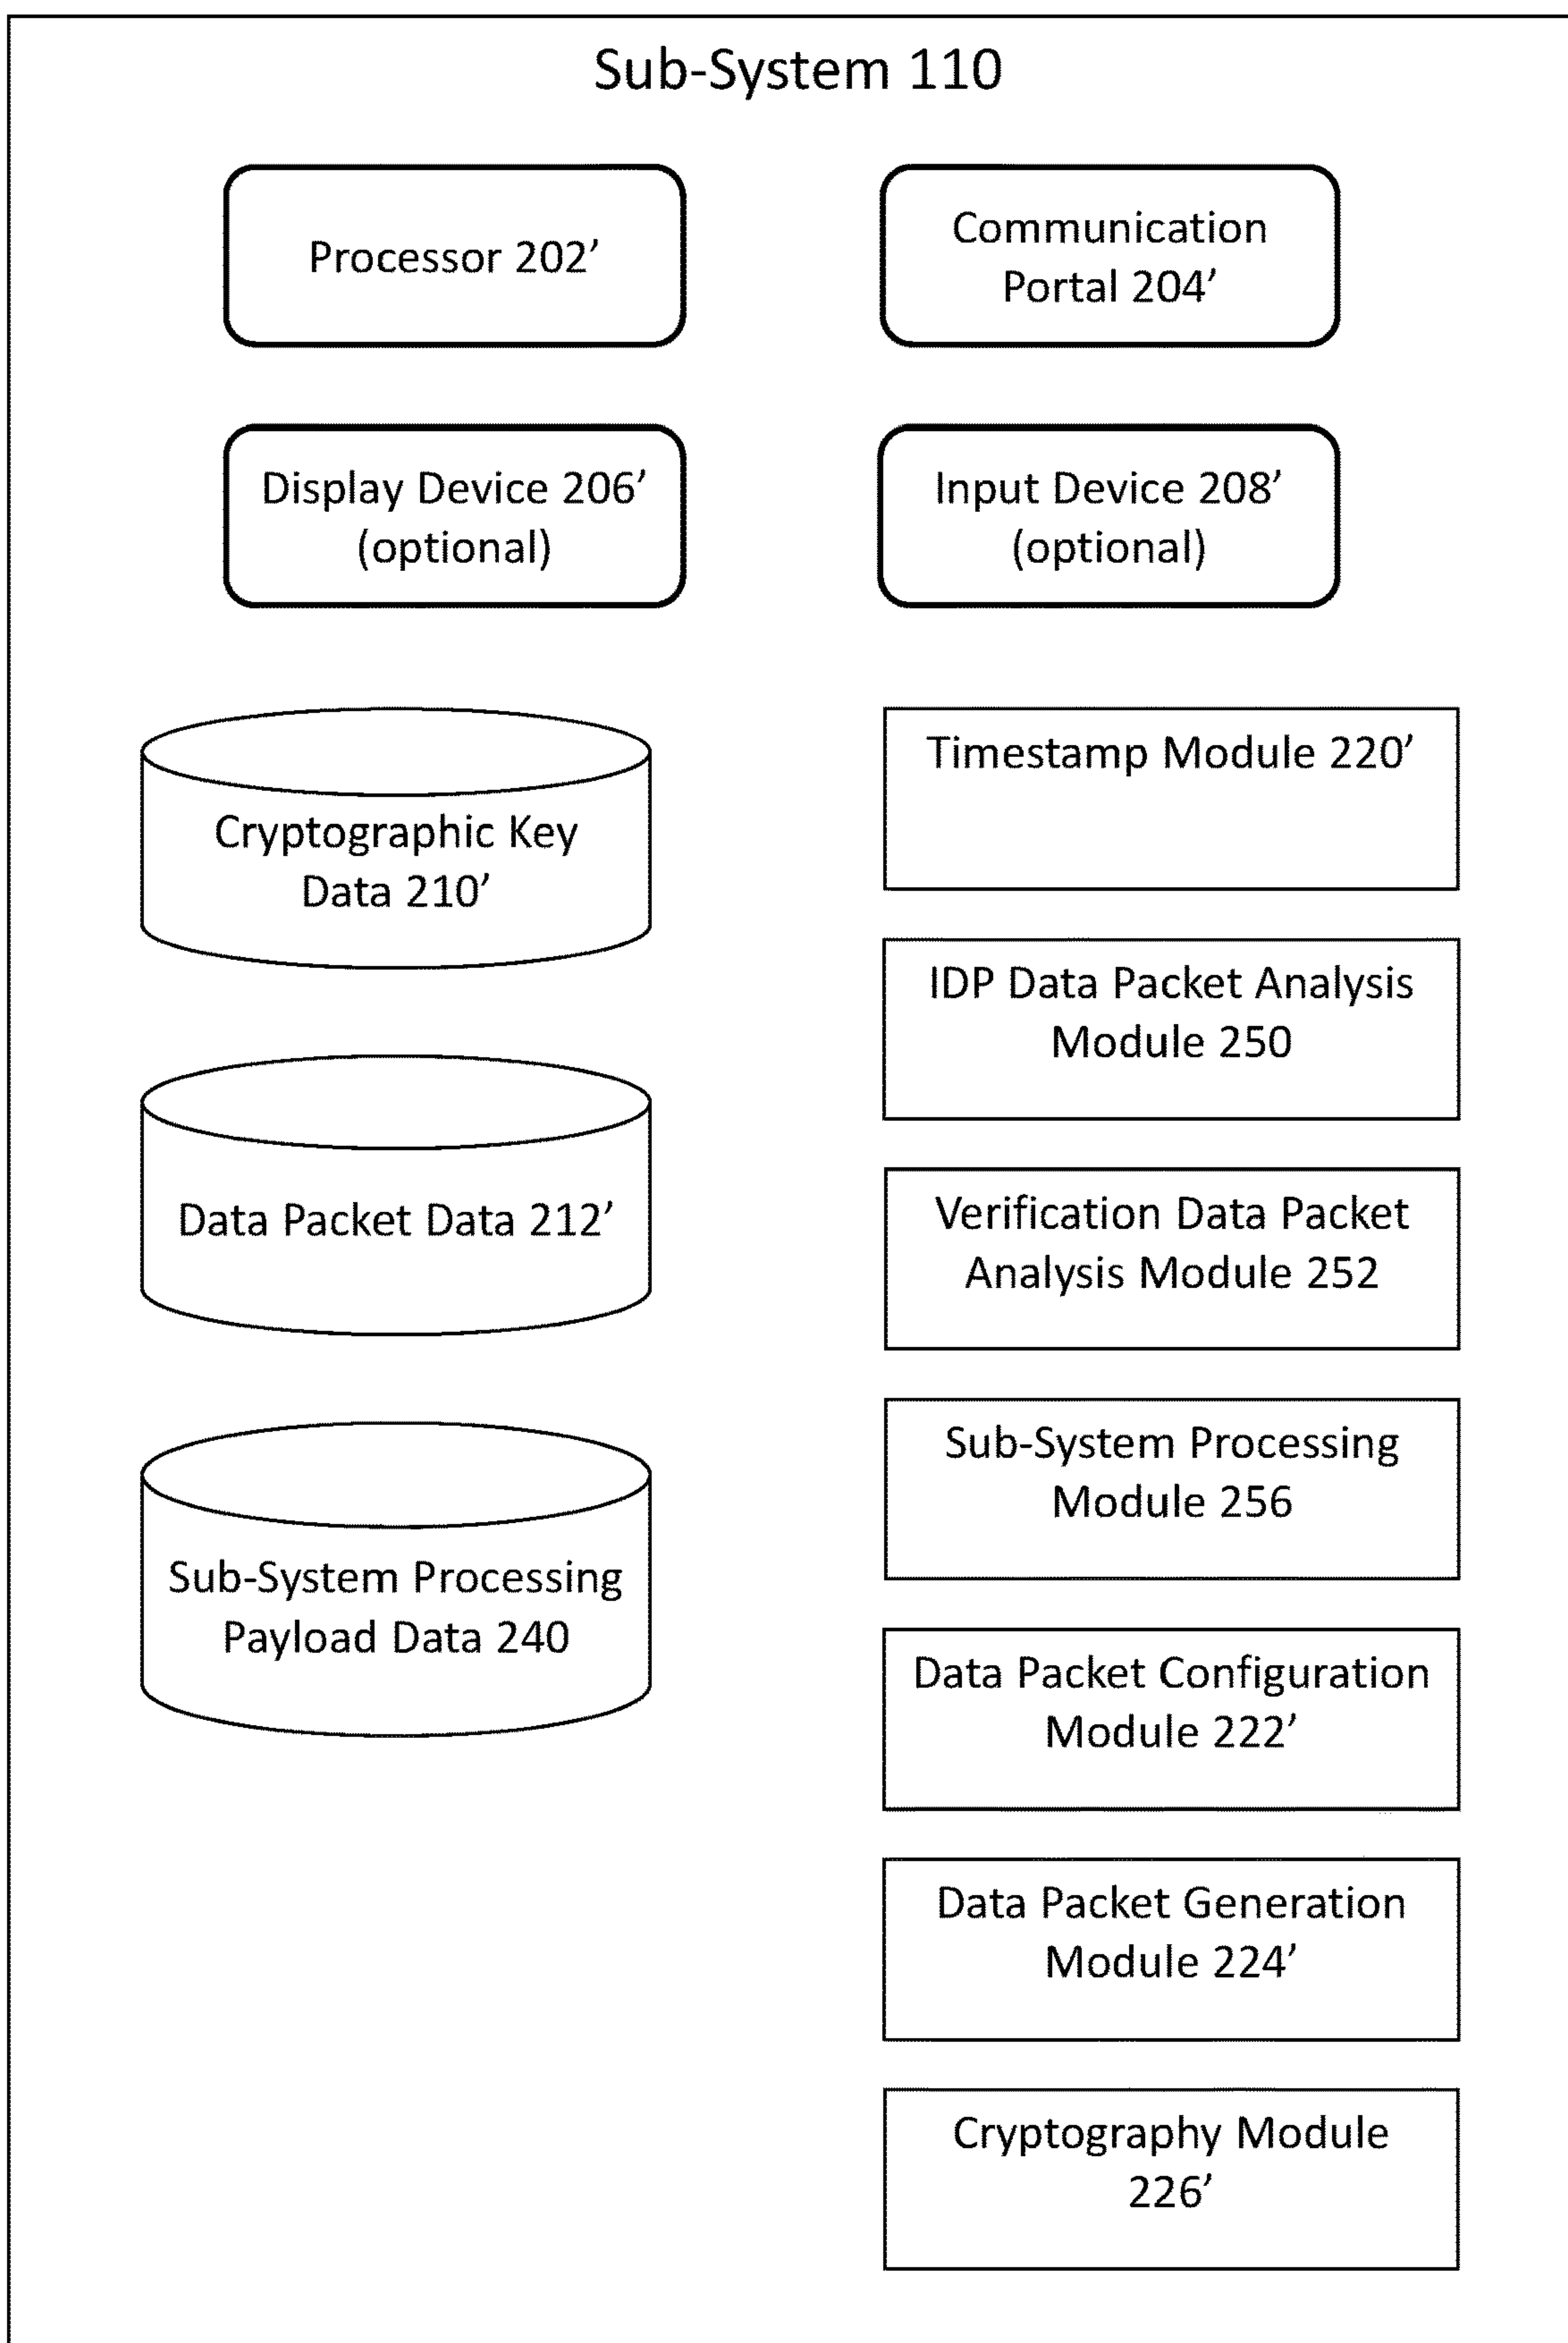 Sub-System 110
Processor 202’
Communication
Portal 204’
Display Device 206’
(optional)
Input Device 208’
(optional)
Cryptographic Key
Data 210’
Data Packet Data 212’
Sub-System Processing
Payload Data 240
Timestamp Module 220’
IDP Data Packet Analysis
Module 250
Verification Data Packet
Analysis Module 252
Sub-System Processing
Module 256
Data Packet Configuration
Module 222’
Data Packet Generation
Module 224’
Cryptography Module
226’